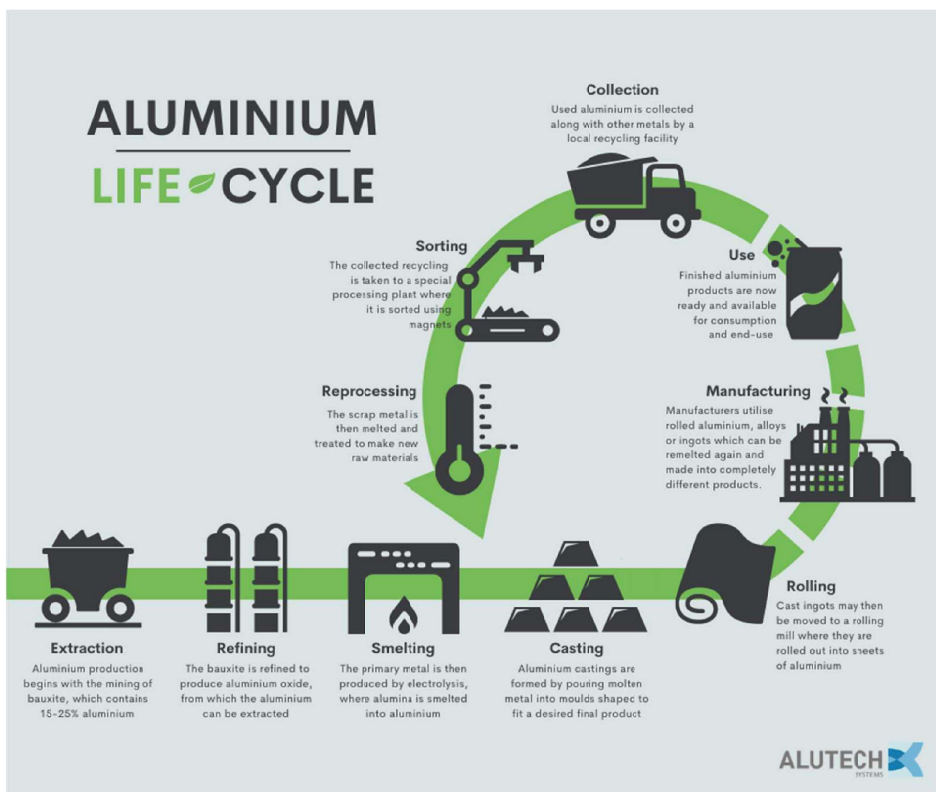 ALUMINIUM
LIFE CYCLE
Collection
Used aluminium is collected
along with other metals by a
local recycling facility
Sorting
The collected recycling
is taken to a special
processing plant where
it is sorted using
magnets
Use
Finished aluminium
products are now
ready and available
for consumption
and end-use
Reprocessing
The scrap metal is
then melted and
treated to make new
raw materials
Manufacturing
Manufacturers utilise
rolled aluminium, alloys
or ingots which can be
remelted again and
made into completely
different products.
Extraction
Aluminium production
begins with the mining of
bauxite, which contains
15-25% aluminium
Refining
The bauxite is refined to
produce aluminium oxide,
from which the aluminium
can be extracted
Smelting
The primary metal is then
produced by electrolysis,
where alumina is smelted
into aluminium
Casting
Aluminium castings are
formed by pouring molten
metal into moulds shaped to
fit a desired final product
Rolling
Cast ingots may then
be moved to a rolling
mill where they are
rolled out into sheets
of aluminium
ALUTECH
SYSTEMS